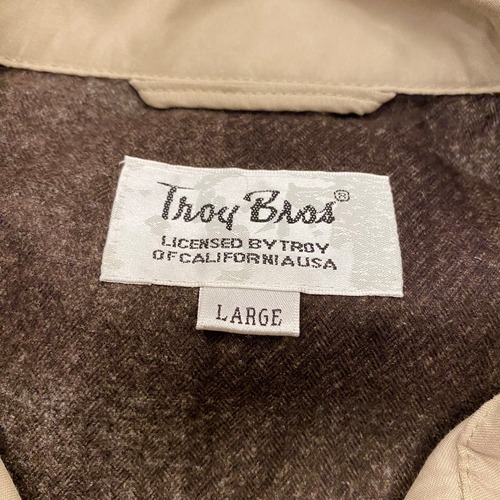 Troy Bros®
LICENSED BY TROY
OF CALIFORNIA USA
LARGE